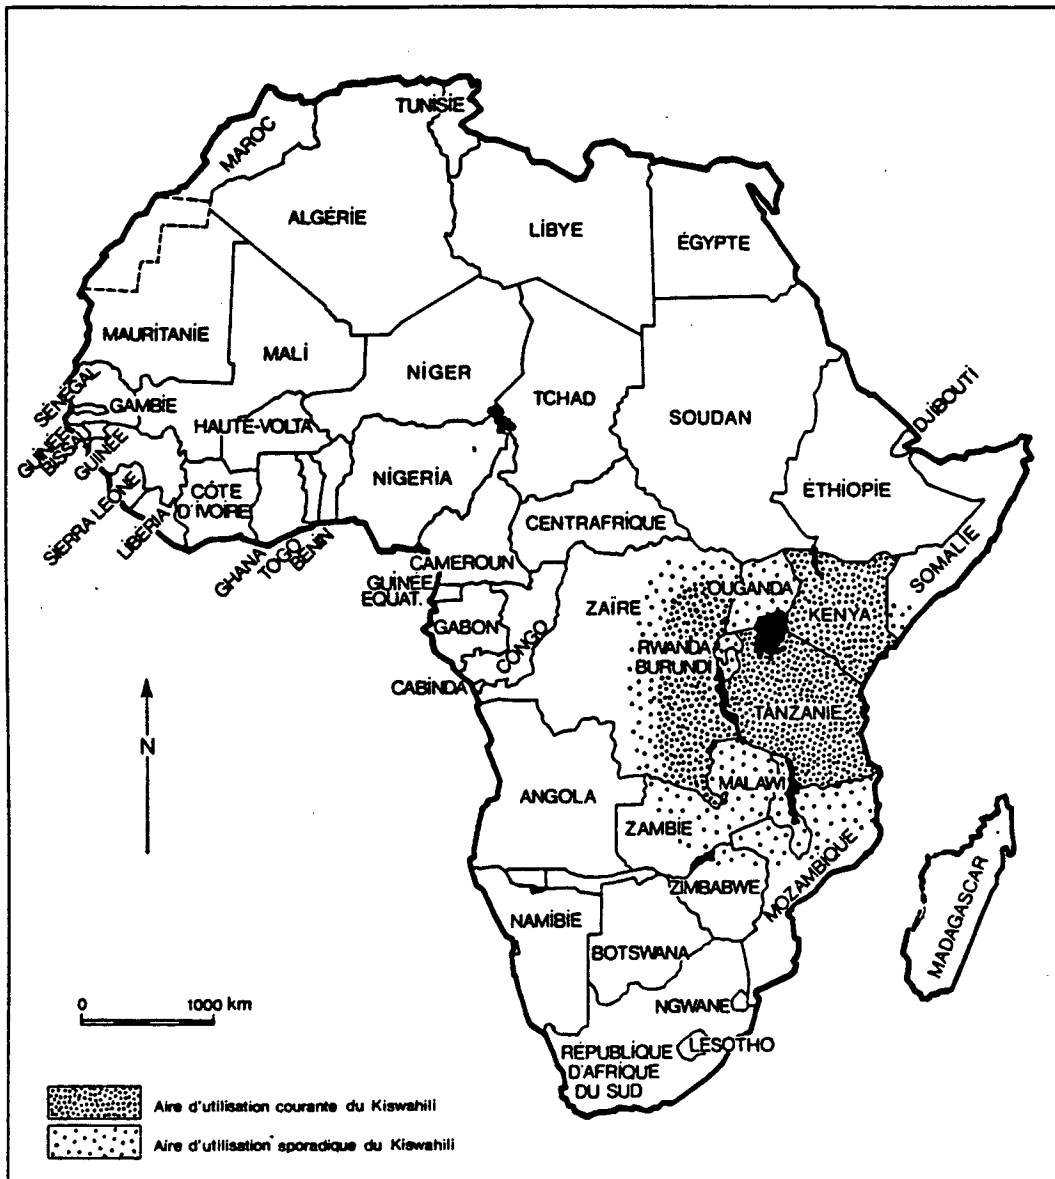 TUNISIE
MAROC
ALGÉRIE
LIBYE
ÉGYPTE
MAURITANIE
MALI
NIGER
TCHAD
SOUDAN
DJIBOUTI
SÉNÉGAL
GAMBIE
HAUTE-VOLTA
GUINÉE
BISSAU
GUINÉE
NIGERIA
ÉTHIOPIE
SIERRA LEONE
LIBÉRIA
CÔTE
D'IVOIRE
GHANA
TOGO
BÉNIN
CENTRAFRIQUE
CAMEROUN
SOMALIE
GUINÉE
EQUAT.
OUGANDA
ZAÏRE
KENYA
GABON
CONGO
RWANDA
BURUNDI
CABINDA
TANZANIE
N
ANGOLA
MALAWI
ZAMBIE
MOZAMBIQUE
ZIMBABWE
MADAGASCAR
NAMIBIE
BOTSWANA
NGWANE
0 1000 km
LESOTHO
RÉPUBLIQUE
D'AFRIQUE
DU SUD
Aire d'utilisation courante du Kiswahili
Aire d'utilisation sporadique du Kiswahili